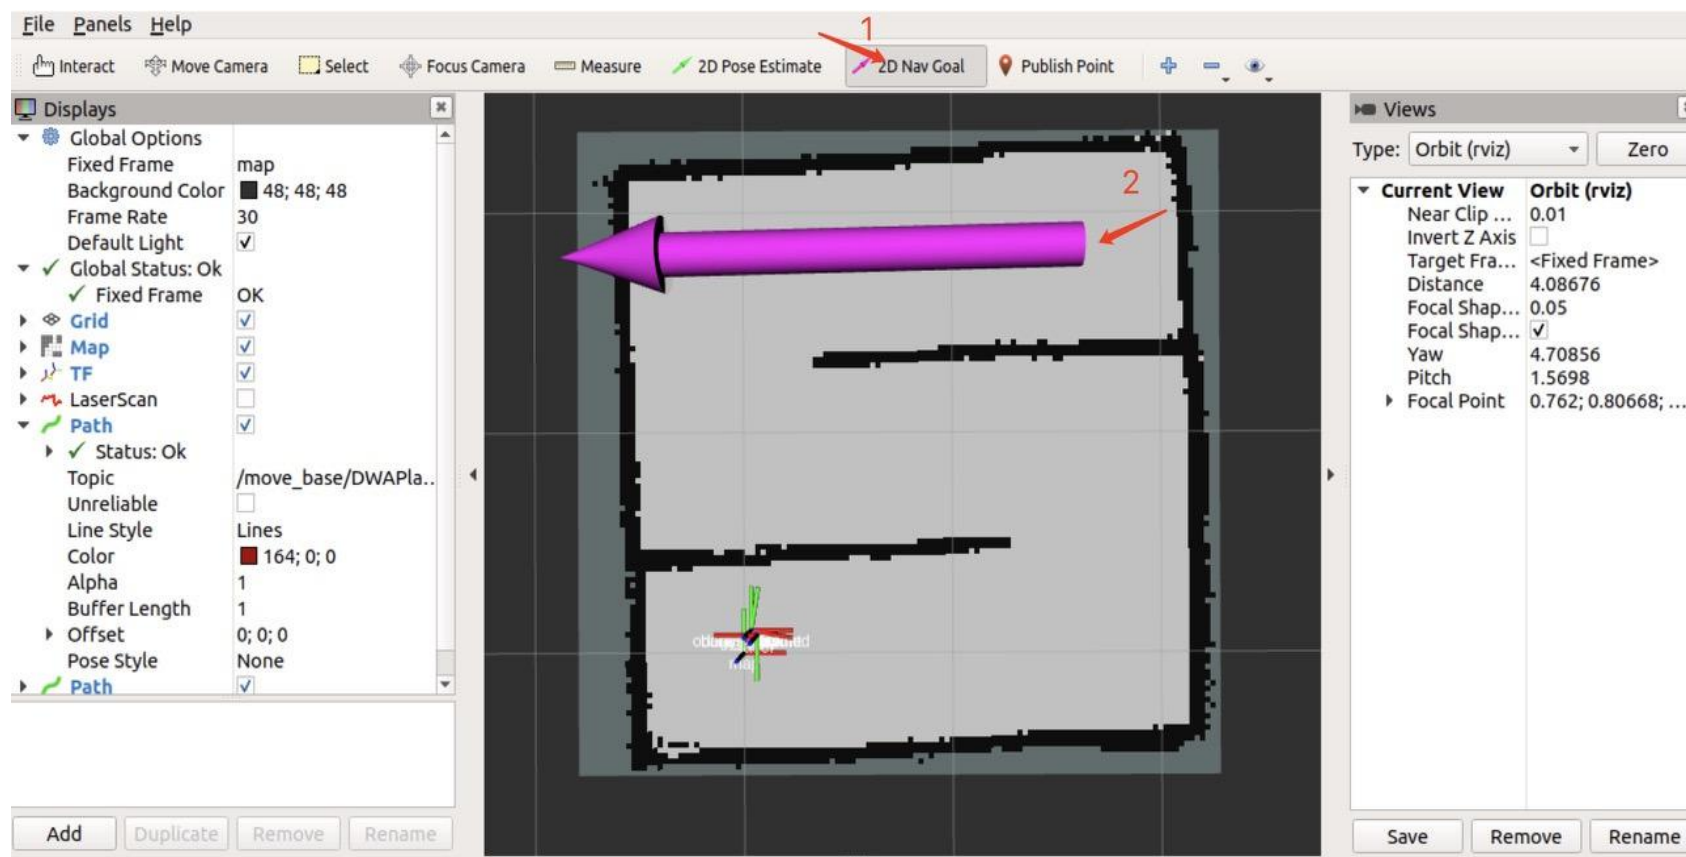 File Panels Help
1
Interact Move Camera Select Focus Camera Measure 2D Pose Estimate 2D Nav Goal Publish Point
Displays
Global Options
Fixed Frame map
Background Color 48; 48; 48
Frame Rate 30
Default Light
Global Status: Ok
Fixed Frame OK
Grid
Map
TF
LaserScan
Path
Status: Ok
Topic /move_base/DWAPla..
Unreliable
Line Style Lines
Color 164; 0; 0
Alpha 1
Buffer Length 1
Offset 0; 0; 0
Pose Style None
Path
Add Duplicate Remove Rename
2
map
Views
Type: Orbit (rviz) Zero
Current View Orbit (rviz)
Near Clip ... 0.01
Invert Z Axis
Target Fra... <Fixed Frame>
Distance 4.08676
Focal Shap... 0.05
Focal Shap...
Yaw 4.70856
Pitch 1.5698
Focal Point 0.762; 0.80668; ...
Save Remove Rename